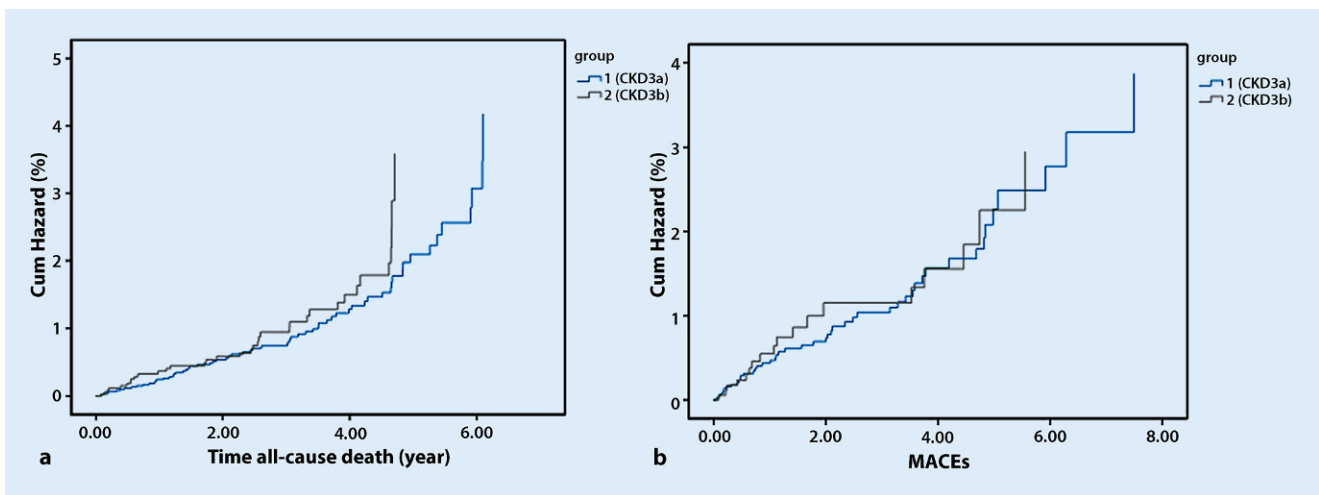 group
1 (CKD3a)
2 (CKD3b)
5
4
3
2
1
0
Cum Hazard (%)
0.00 2.00 4.00 6.00
Time all-cause death (year)
a
group
1 (CKD3a)
2 (CKD3b)
4
3
2
1
0
Cum Hazard (%)
0.00 2.00 4.00 6.00 8.00
MACEs
b